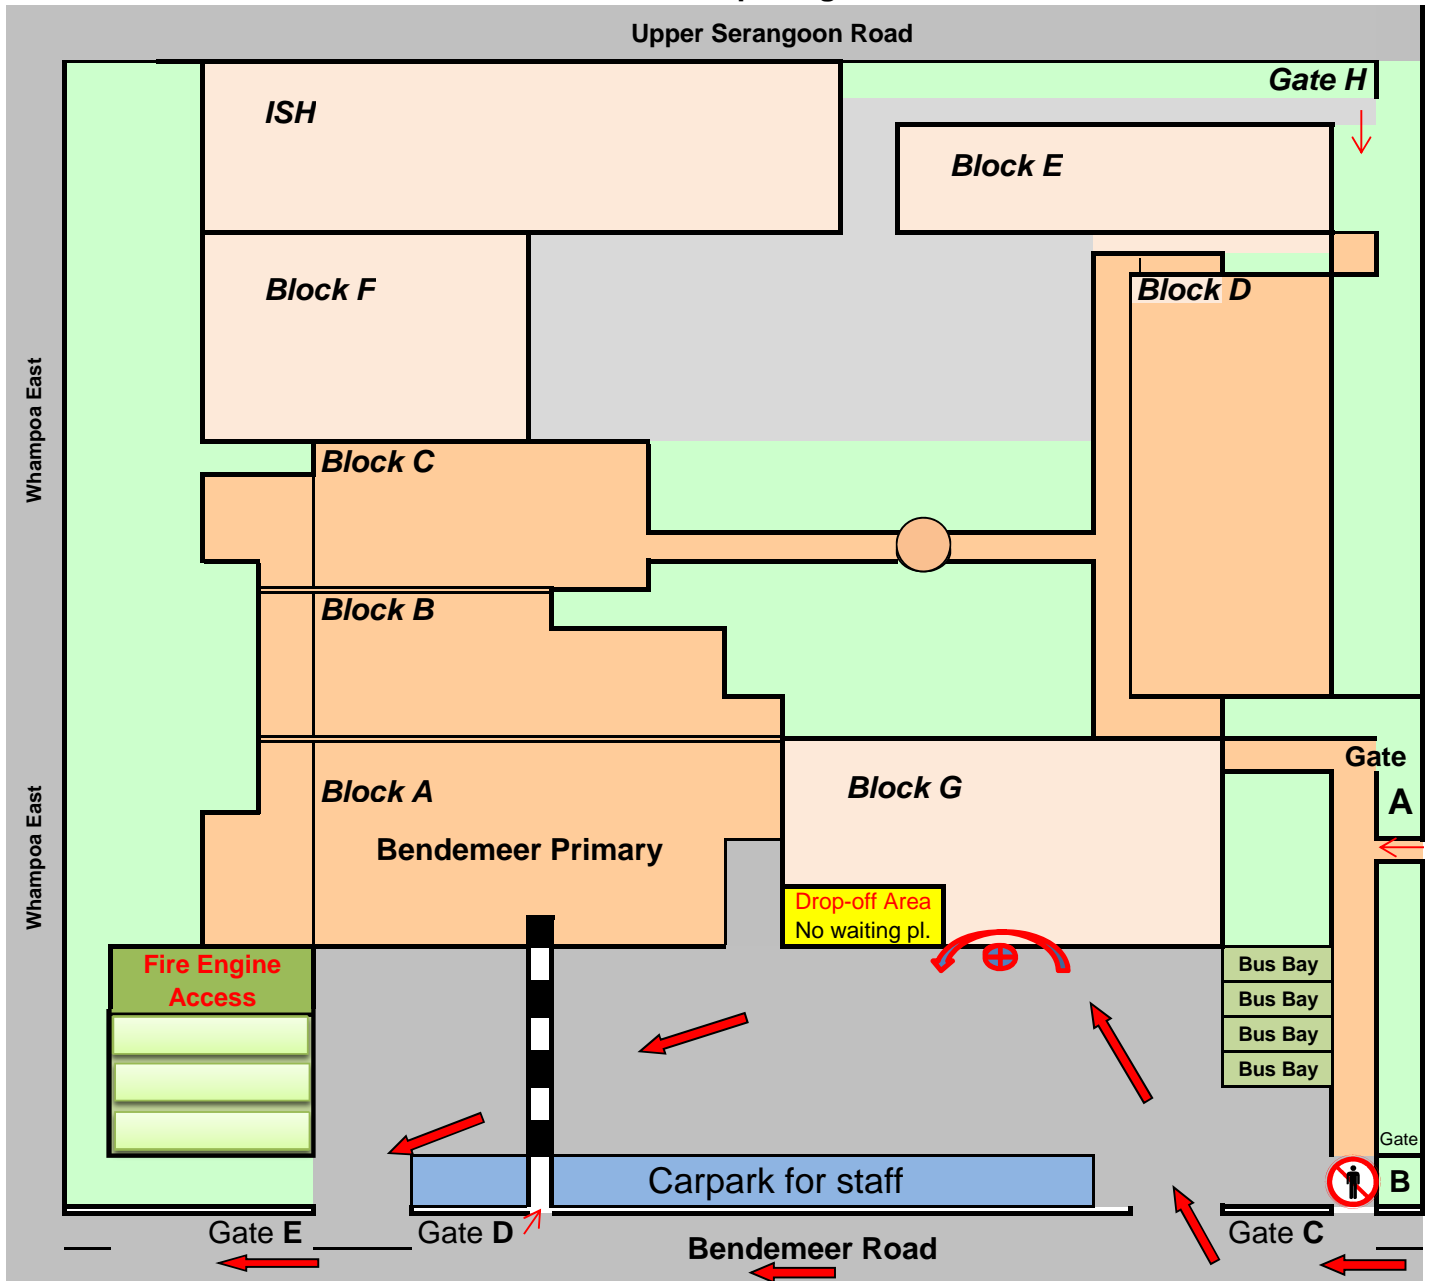 Upper Serangoon Road
Gate H
ISH
Block E
Block F
Block D
Whampoa East
Block C
Block B
Gate
A
Block A
Block G
Bendemeer Primary
Whampoa East
Drop-off Area
No waiting pl.
Fire Engine
Access
Bus Bay
Bus Bay
Bus Bay
Bus Bay
Gate
B
Carpark for staff
Gate E
Gate D
Gate C
Bendemeer Road